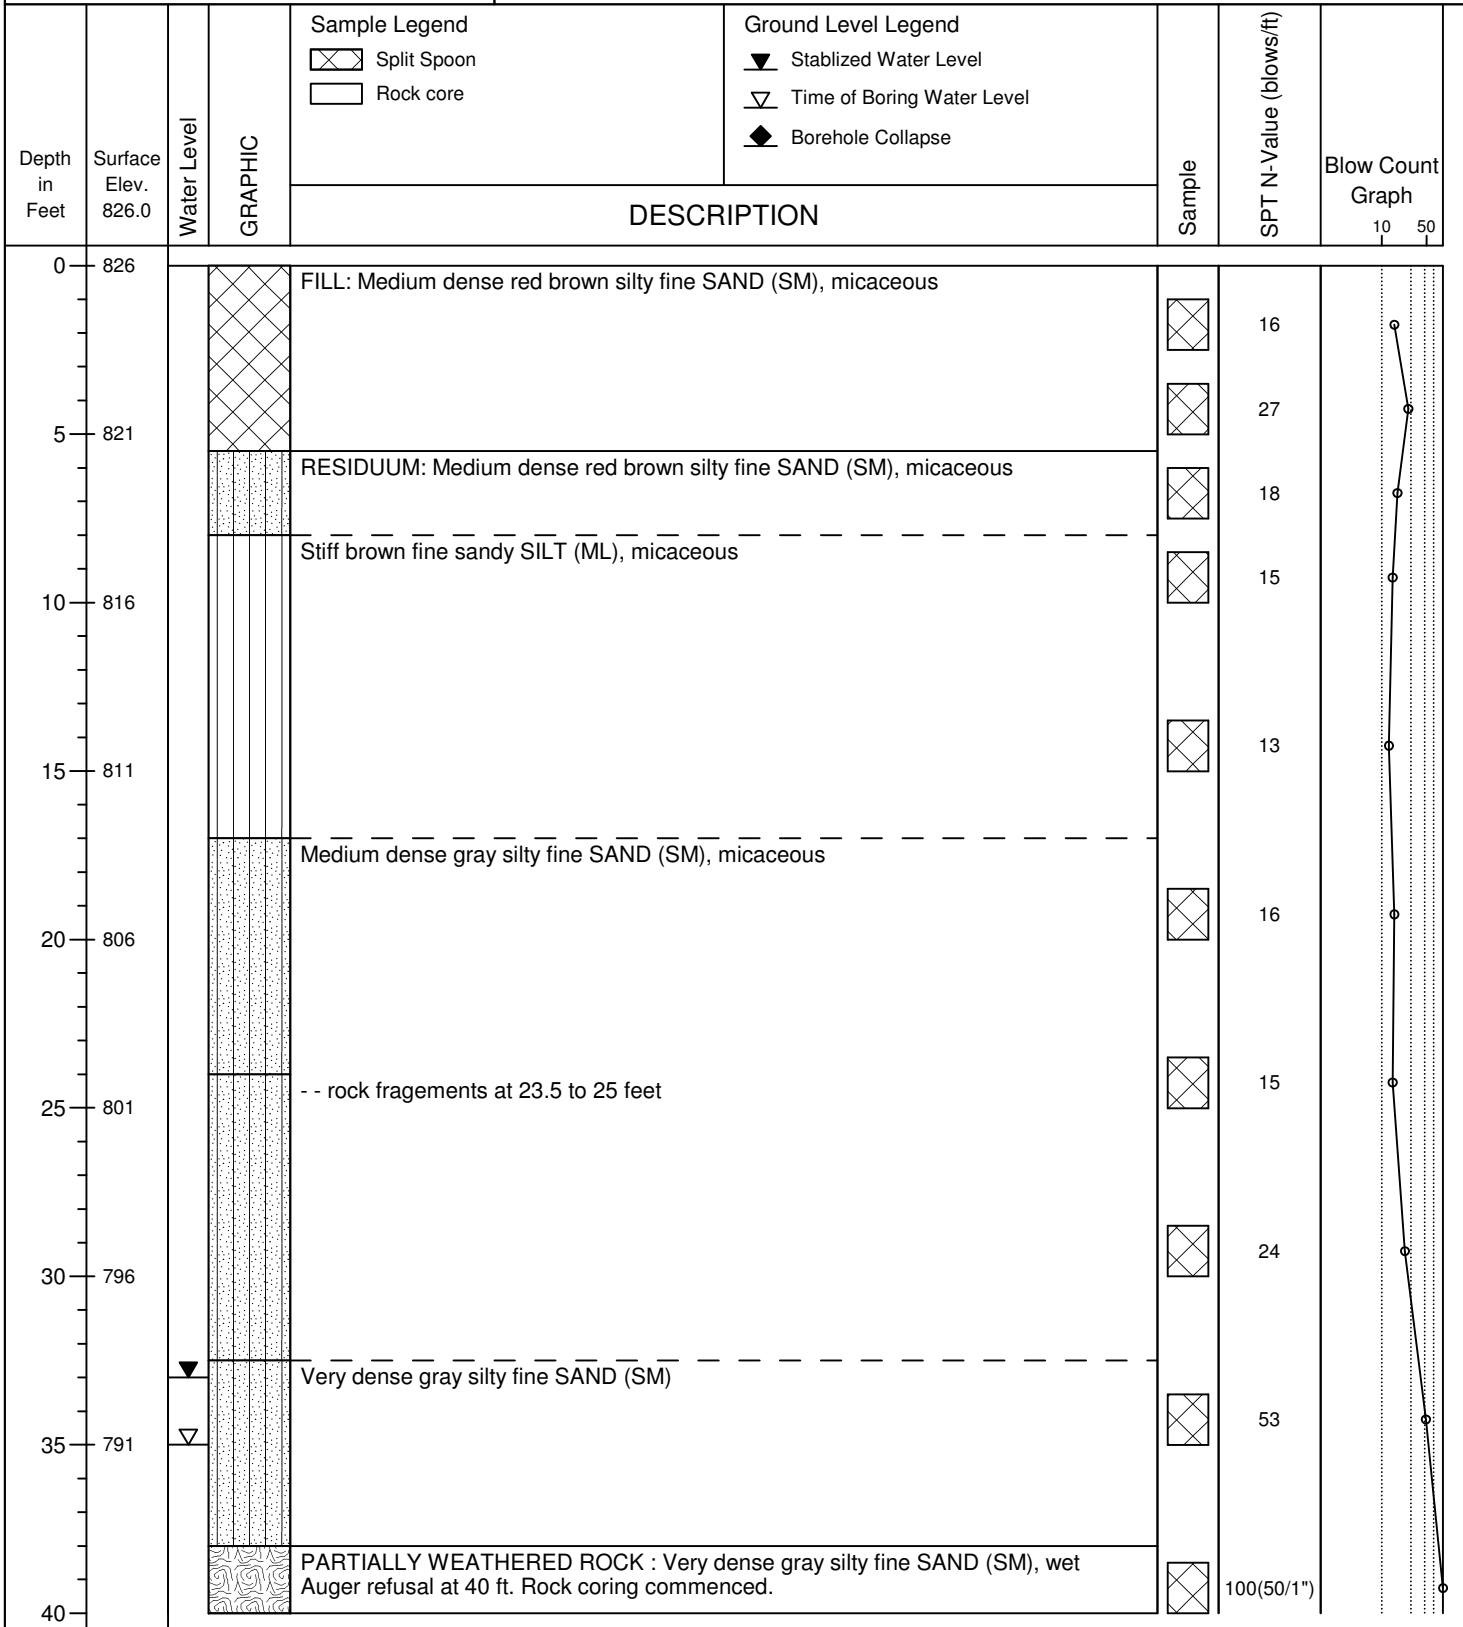 Sample Legend
Split Spoon
Rock core
Ground Level Legend
Stablized Water Level
Time of Boring Water Level
Borehole Collapse
Depth
in
Feet
Surface
Elev.
826.0
Water Level
GRAPHIC
DESCRIPTION
Sample
SPT N-Value (blows/ft)
Blow Count
Graph
10 50
0 826
FILL: Medium dense red brown silty fine SAND (SM), micaceous
16
27
5 821
RESIDUUM: Medium dense red brown silty fine SAND (SM), micaceous
18
Stiff brown fine sandy SILT (ML), micaceous
15
10 816
13
15 811
Medium dense gray silty fine SAND (SM), micaceous
16
20 806
- - rock fragements at 23.5 to 25 feet
15
25 801
24
30 796
Very dense gray silty fine SAND (SM)
53
35 791
PARTIALLY WEATHERED ROCK : Very dense gray silty fine SAND (SM), wet
Auger refusal at 40 ft. Rock coring commenced.
100(50/1")
40